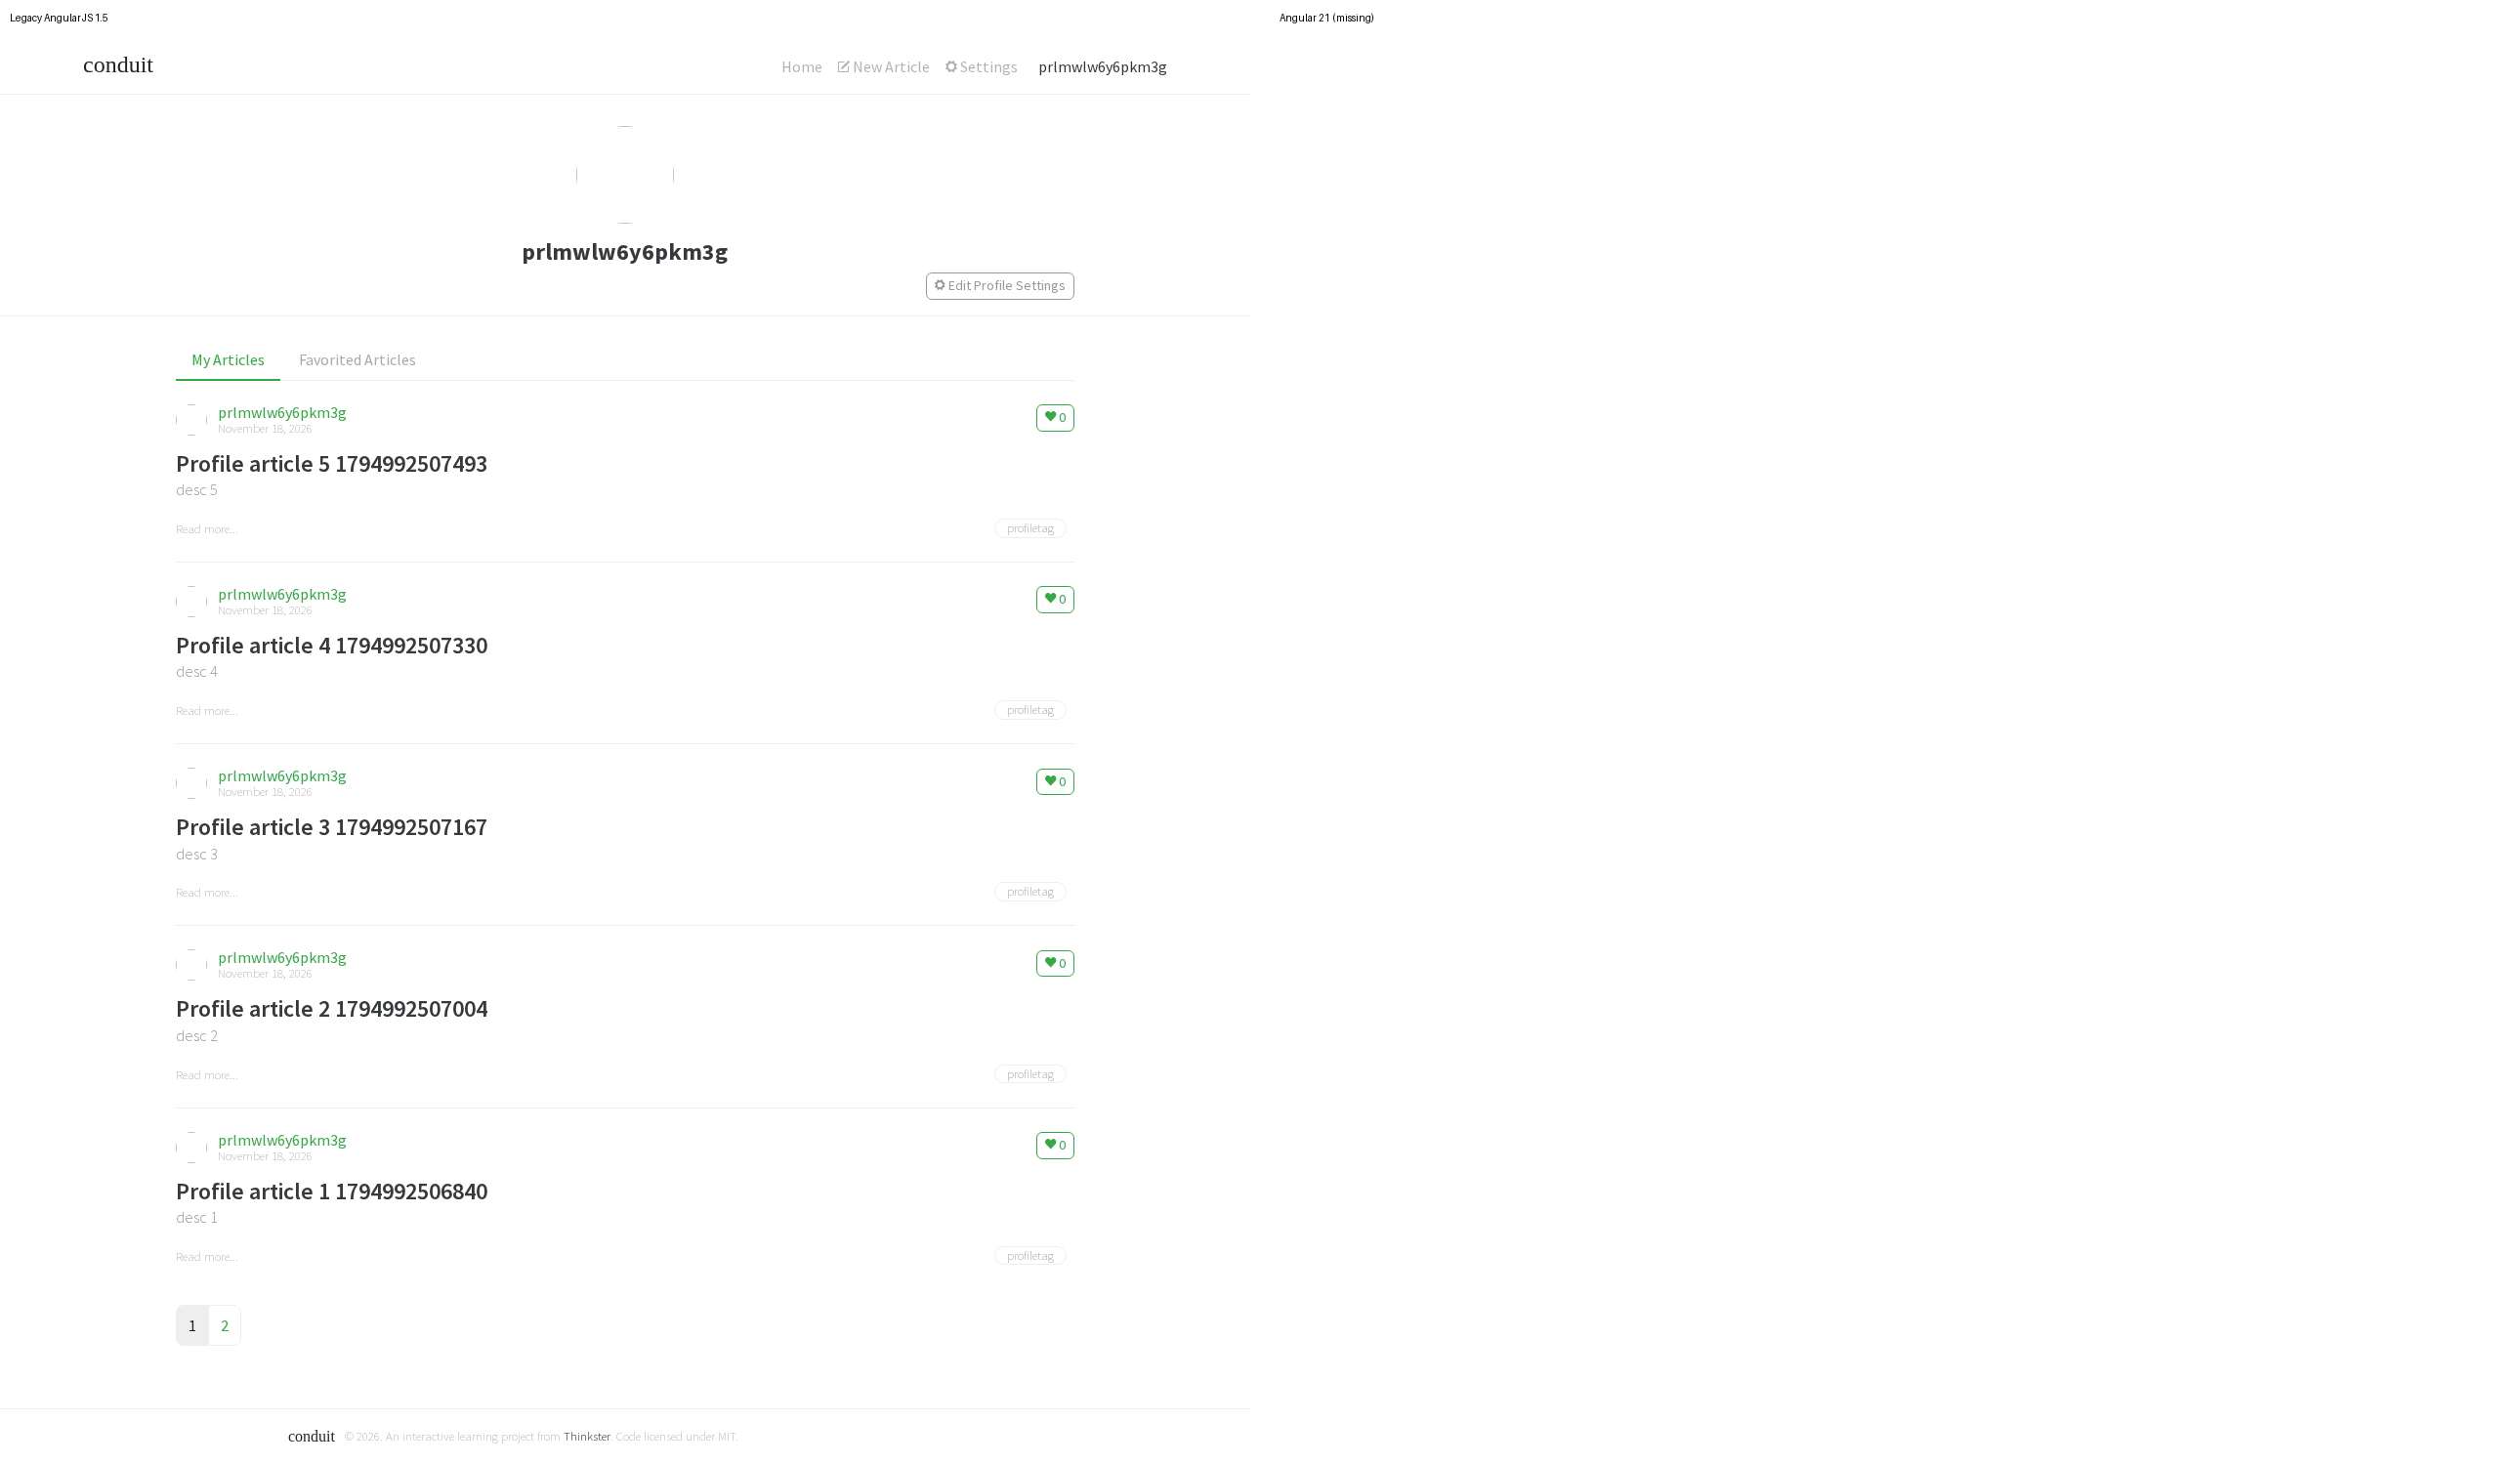 Legacy AngularJS 1.5
Angular 21 (missing)
conduit
Home New Article Settings prlmwlw6y6pkm3g
prlmwlw6y6pkm3g
Edit Profile Settings
My Articles Favorited Articles
prlmwlw6y6pkm3g
November 18, 2026
0
Profile article 5 1794992507493
desc 5
Read more...
profiletag
prlmwlw6y6pkm3g
November 18, 2026
0
Profile article 4 1794992507330
desc 4
Read more...
profiletag
prlmwlw6y6pkm3g
November 18, 2026
0
Profile article 3 1794992507167
desc 3
Read more...
profiletag
prlmwlw6y6pkm3g
November 18, 2026
0
Profile article 2 1794992507004
desc 2
Read more...
profiletag
prlmwlw6y6pkm3g
November 18, 2026
0
Profile article 1 1794992506840
desc 1
Read more...
profiletag
1 2
conduit © 2026. An interactive learning project from Thinkster. Code licensed under MIT.